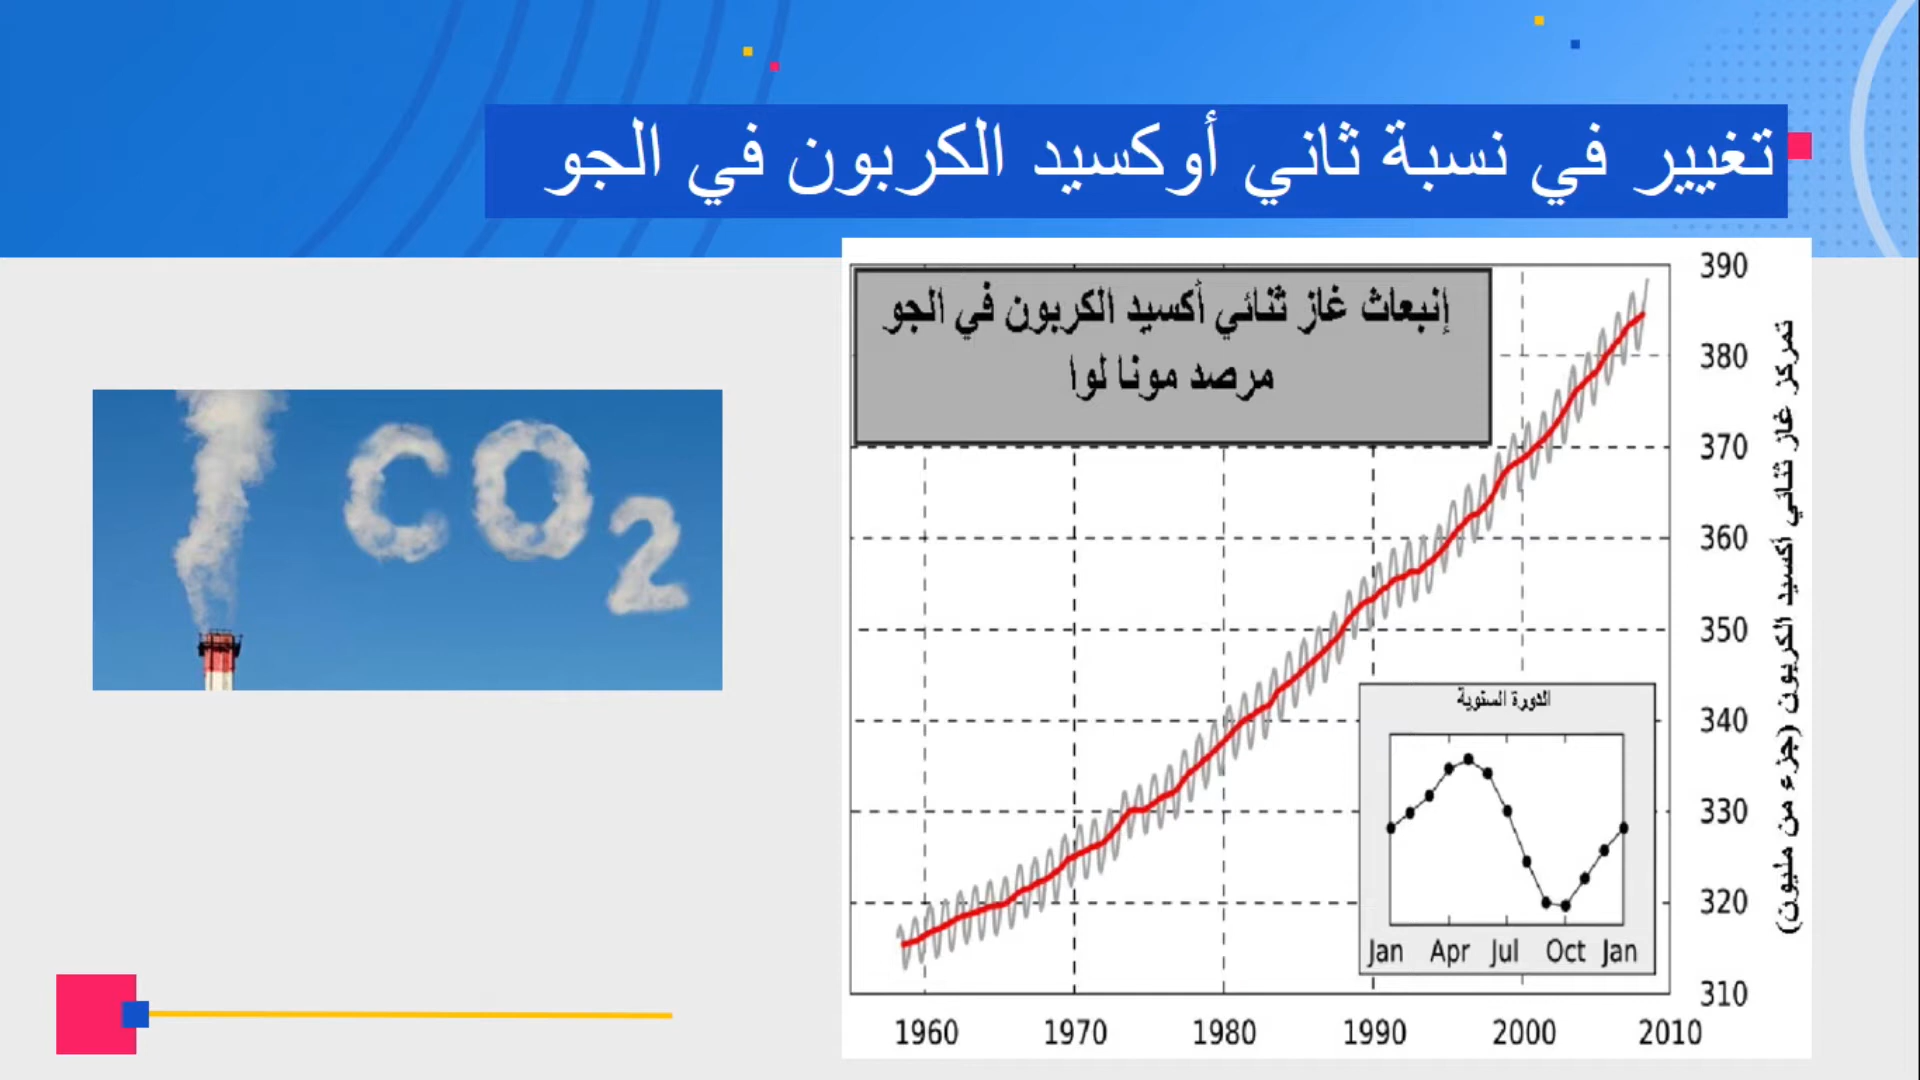 تغيير في نسبة ثاني أوكسيد الكربون في الجو
CO2
إنبعاث غاز ثنائي أكسيد الكربون في الجو
مرصد مونا لوا
390
380
370
360
350
340
330
320
310
تمركز غاز ثنائي أكسيد الكربون (جزء من مليون)
الدورة السنوية
Jan Apr Jul Oct Jan
1960 1970 1980 1990 2000 2010